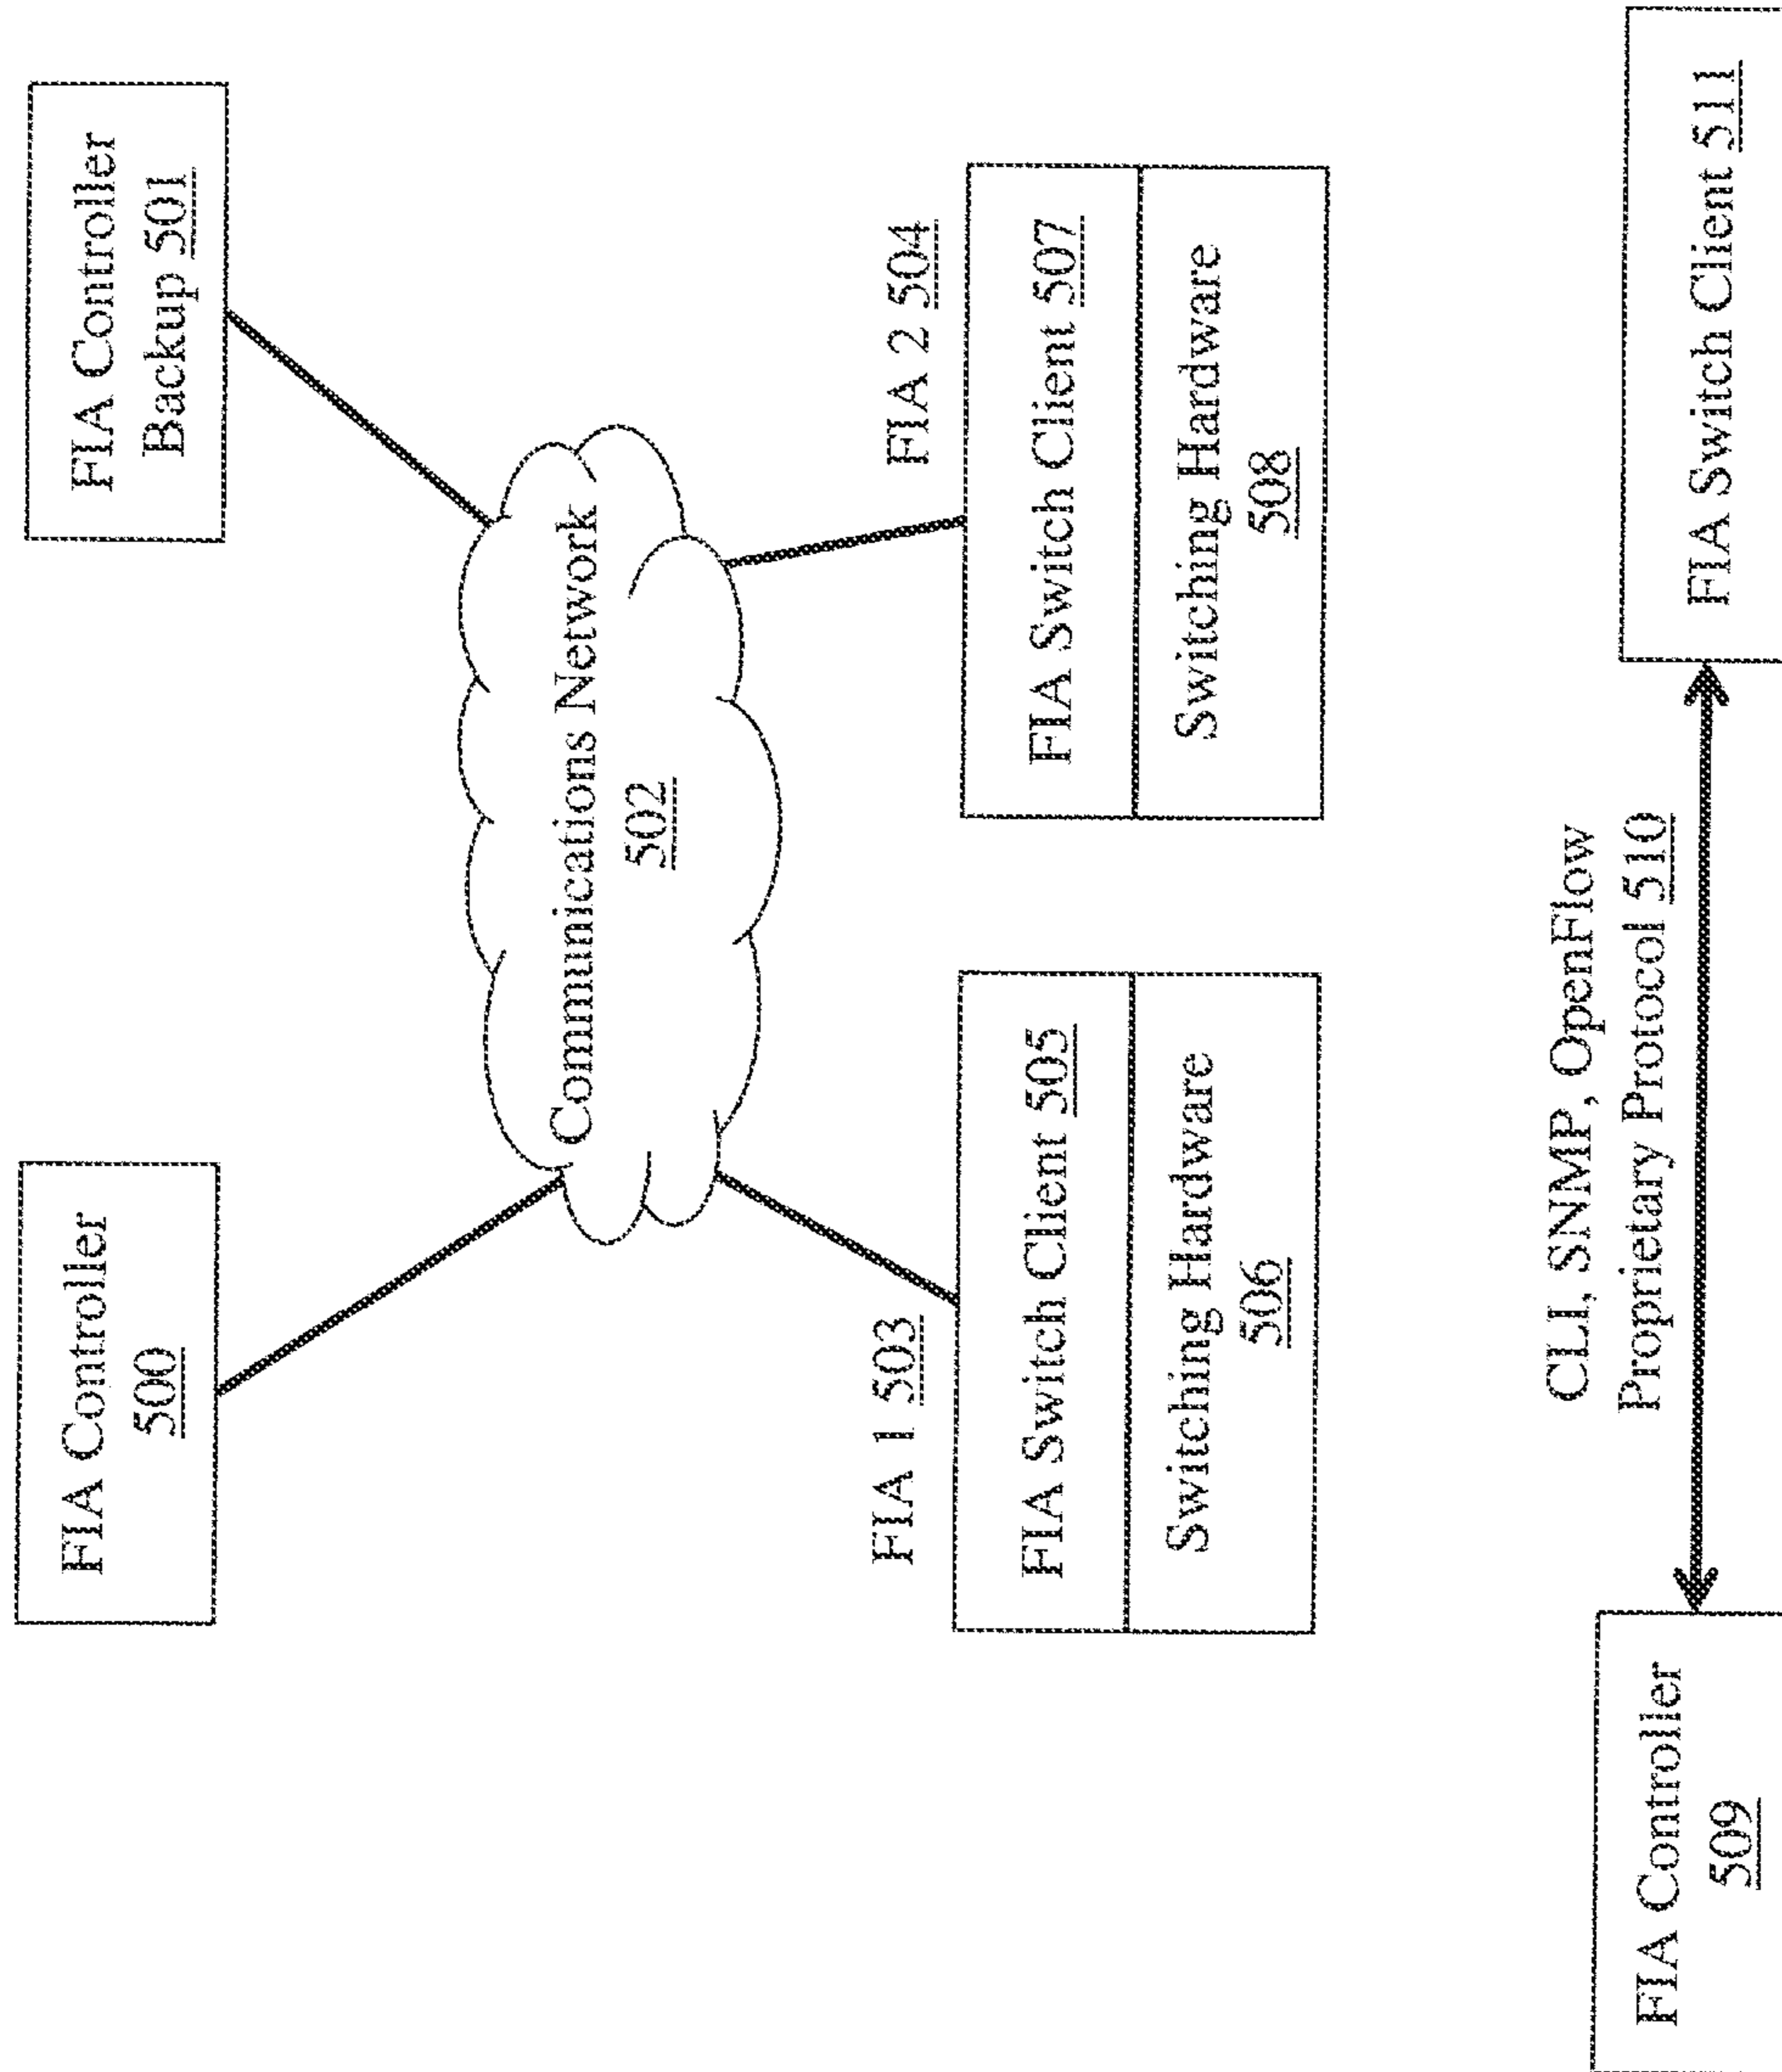 FIA Controller
500
FIA Controller
Backup 501
Communications Network
502
FIA 1 503
FIA 2 504
FIA Switch Client 505
Switching Hardware
506
FIA Switch Client 507
Switching Hardware
508
CLI, SNMP, OpenFlow
Proprietary Protocol 510
FIA Controller
509
FIA Switch Client 511